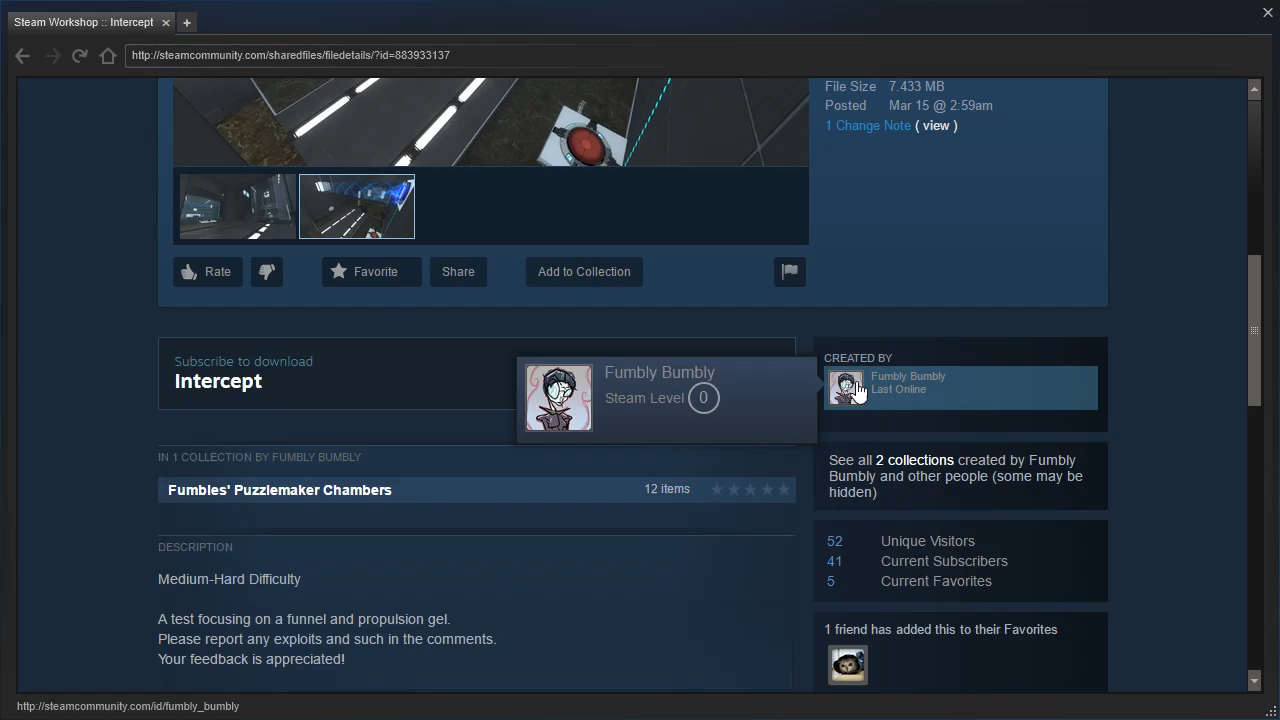 Steam Workshop :: Intercept
http://steamcommunity.com/sharedfiles/filedetails/?id=883933137
File Size 7.433 MB
Posted Mar 15 @ 2:59am
1 Change Note ( view )
Rate
Favorite
Share
Add to Collection
Subscribe to download
Intercept
Fumbly Bumbly
Steam Level 0
CREATED BY
Fumbly Bumbly
Last Online
IN 1 COLLECTION BY FUMBLY BUMBLY
Fumbles' Puzzlemaker Chambers 12 items
See all 2 collections created by Fumbly
Bumbly and other people (some may be
hidden)
DESCRIPTION
Medium-Hard Difficulty
A test focusing on a funnel and propulsion gel.
Please report any exploits and such in the comments.
Your feedback is appreciated!
52 Unique Visitors
41 Current Subscribers
5 Current Favorites
1 friend has added this to their Favorites
http://steamcommunity.com/id/fumbly_bumbly